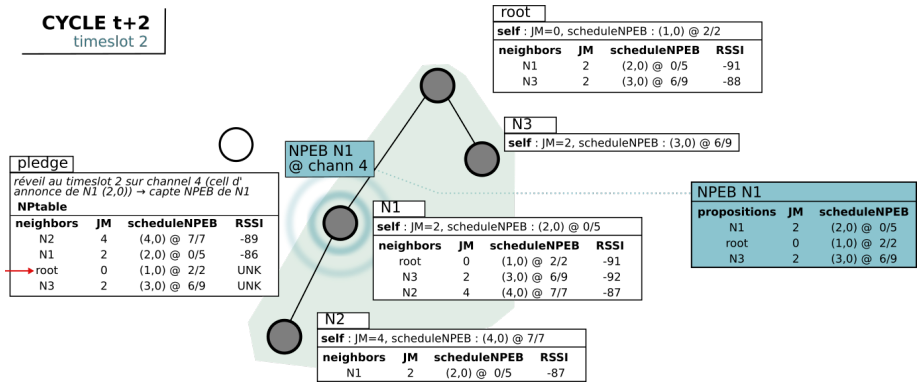 CYCLE t+2
timeslot 2
root
self : JM=0, scheduleNPEB : (1,0) @ 2/2
neighbors JM scheduleNPEB RSSI
N1 2 (2,0) @ 0/5 -91
N3 2 (3,0) @ 6/9 -88
N3
self : JM=2, scheduleNPEB : (3,0) @ 6/9
NPEB N1
@ chann 4
pledge
réveil au timeslot 2 sur channel 4 (cell d'
annonce de N1 (2,0)) → capte NPEB de N1
NPtable
neighbors JM scheduleNPEB RSSI
N2 4 (4,0) @ 7/7 -89
N1 2 (2,0) @ 0/5 -86
root 0 (1,0) @ 2/2 UNK
N3 2 (3,0) @ 6/9 UNK
NPEB N1
propositions JM scheduleNPEB
N1 2 (2,0) @ 0/5
root 0 (1,0) @ 2/2
N3 2 (3,0) @ 6/9
N1
self : JM=2, scheduleNPEB : (2,0) @ 0/5
neighbors JM scheduleNPEB RSSI
root 0 (1,0) @ 2/2 -91
N3 2 (3,0) @ 6/9 -92
N2 4 (4,0) @ 7/7 -87
N2
self : JM=4, scheduleNPEB : (4,0) @ 7/7
neighbors JM scheduleNPEB RSSI
N1 2 (2,0) @ 0/5 -87